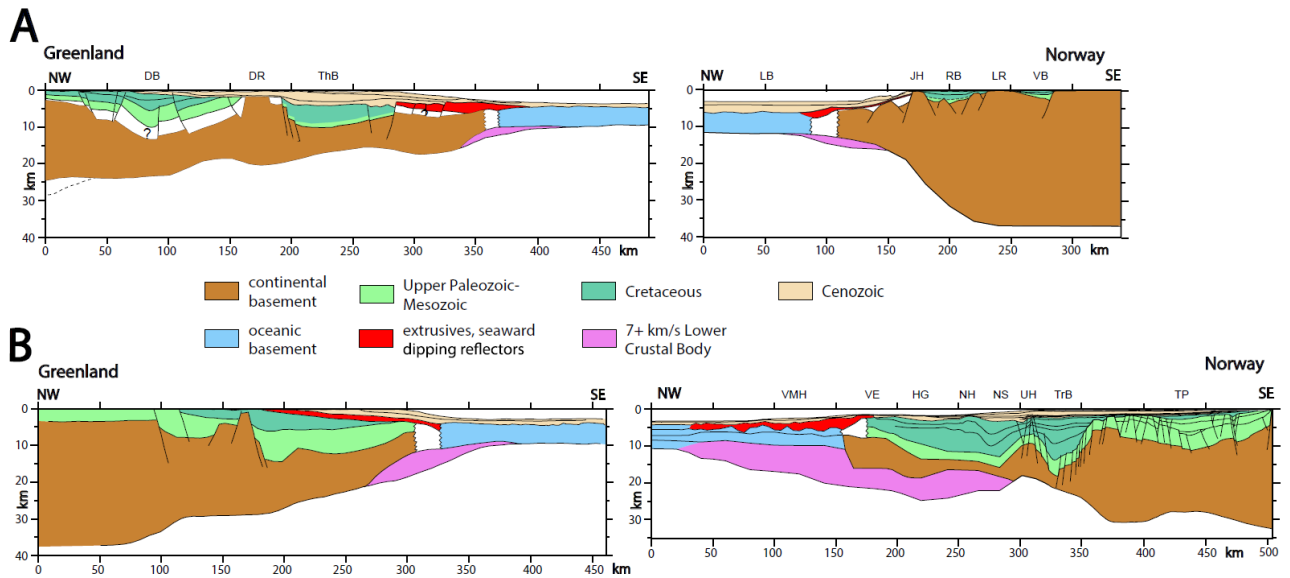 A
Greenland
Norway
NW DB DR ThB SE
NW LB JH RB LR VB SE
0
10
20
30
40
km
0 50 100 150 200 250 300 350 400 450 km
0
10
20
30
40
km
0 50 100 150 200 250 300 km
?
?
continental basement
Upper Paleozoic-Mesozoic
Cretaceous
Cenozoic
oceanic basement
extrusives, seaward dipping reflectors
7+ km/s Lower Crustal Body
B
Greenland
Norway
NW SE
NW VMH VE HG NH NS UH TrB TP SE
0
10
20
30
40
km
0 50 100 150 200 250 300 350 400 450 km
0
10
20
30
km
0 50 100 150 200 250 300 350 400 450 km 500